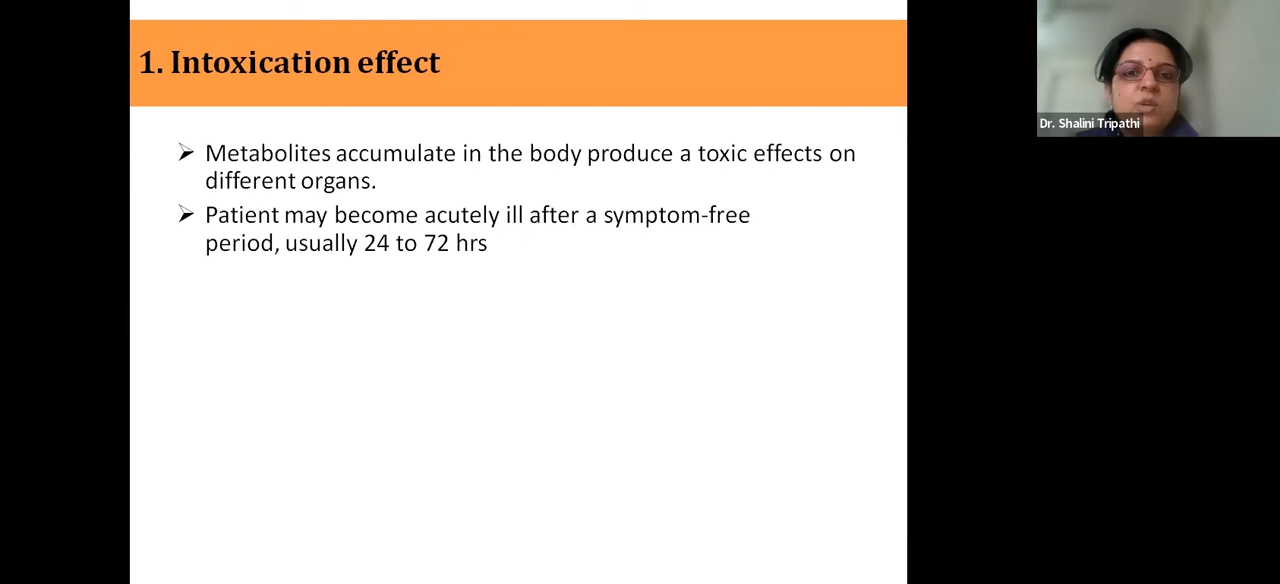 1. Intoxication effect
Dr. Shalini Tripathi
➢ Metabolites accumulate in the body produce a toxic effects on
different organs.
➢ Patient may become acutely ill after a symptom-free
period, usually 24 to 72 hrs